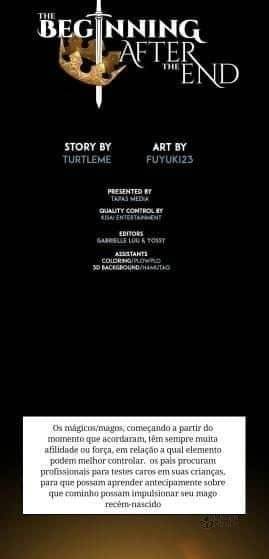 THE
BEGINNING
AFTER
THE
END
STORY BY
TURTLEME
ART BY
FUYUKI23
PRESENTED BY
TAPAS MEDIA
QUALITY CONTROL BY
KISAI ENTERTAINMENT
EDITORS
GABRIELLE LUU & YOSSY
ASSISTANTS
COLORING/PLOWPLO
3D BACKGROUND/HAMUTAG
Os mágicos/magos, começando a partir do
momento que acordaram, têm sempre muita
afilidade ou força, em relação a qual elemento
podem melhor controlar. os pais procuram
profissionais para testes caros em suas crianças,
para que possam aprender antecipamente sobre
que cominho possam impulsionar seu mago
recém-nascido